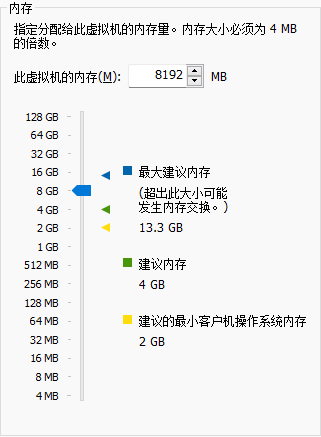 内存
指定分配给此虚拟机的内存量。内存大小必须为 4 MB
的倍数。
此虚拟机的内存(M): 8192 MB
128 GB
64 GB
32 GB
16 GB
8 GB
4 GB
2 GB
1 GB
512 MB
256 MB
128 MB
64 MB
32 MB
16 MB
8 MB
4 MB
最大建议内存
(超出此大小可能
发生内存交换。)
13.3 GB
建议内存
4 GB
建议的最小客户机操作系统内存
2 GB